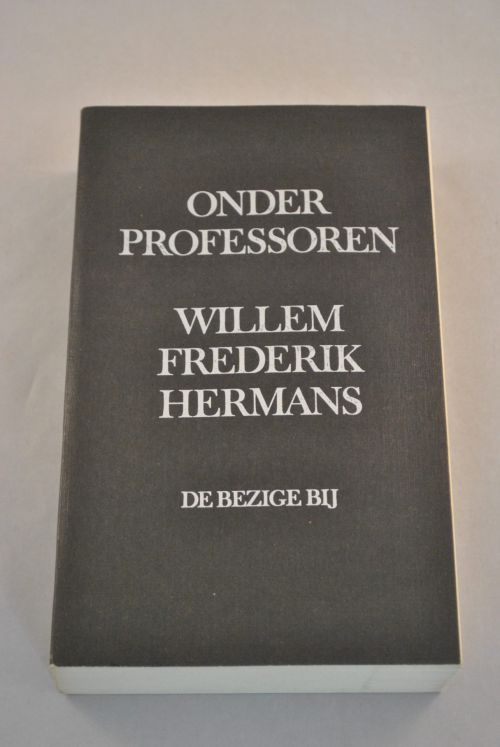 ONDER
PROFESSOREN
WILLEM
FREDERIK
HERMANS
DE BEZIGE BIJ